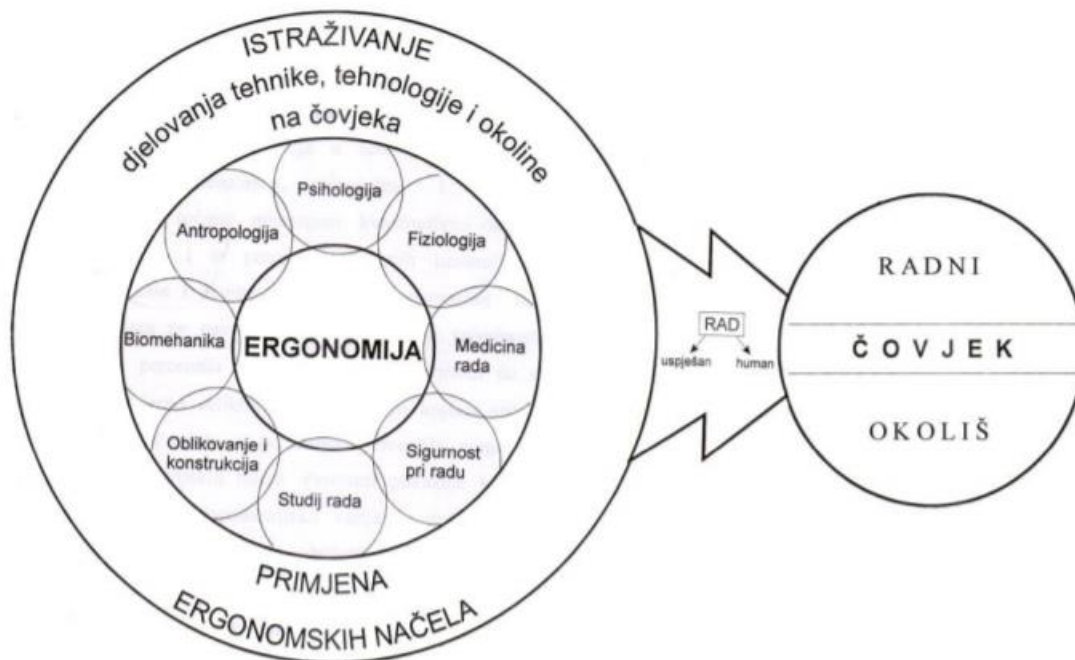 ISTRAŽIVANJE
djelovanja tehnike, tehnologije i okoline
na čovjeka
Psihologija
Antropologija
Fiziologija
Biomehanika
ERGONOMIJA
Medicina
rada
Oblikovanje i
konstrukcija
Sigurnost
pri radu
Studij rada
PRIMJENA
ERGONOMSKIH NAČELA
RAD
uspješan
human
RADNI
ČOVJEK
OKOLIŠ